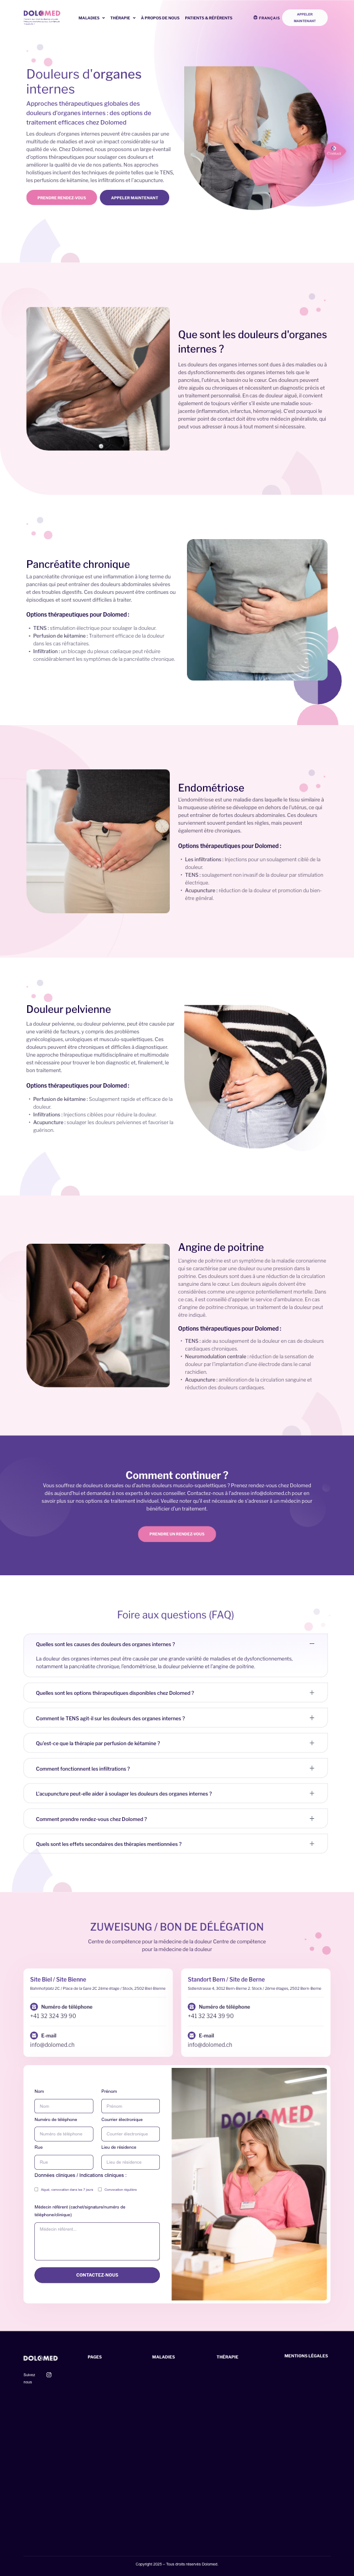 DOLOMED
MALADIES
THÉRAPIE
À PROPOS DE NOUS
PATIENTS & RÉFÉRENTS
FRANÇAIS
APPELER
MAINTENANT
Douleurs d'organes
internes
Approches thérapeutiques globales des
douleurs d'organes internes : des options de
traitement efficaces chez Dolomed
Les douleurs d'organes internes peuvent être causées par une
multitude de maladies et avoir un impact considérable sur la
qualité de vie. Chez Dolomed, nous proposons un large éventail
d'options thérapeutiques pour soulager ces douleurs et
améliorer la qualité de vie de nos patients. Nos approches
holistiques incluent des techniques de pointe telles que le TENS,
les perfusions de kétamine, les infiltrations et l'acupuncture.
PRENDRE RENDEZ-VOUS
APPELER MAINTENANT
Que sont les douleurs d'organes
internes ?
Les douleurs des organes internes sont dues à des maladies ou à
des dysfonctionnements des organes internes tels que le
pancréas, l'utérus, le bassin ou le cœur. Ces douleurs peuvent
être aiguës ou chroniques et nécessitent un diagnostic précis et
un traitement personnalisé. En cas de douleur aiguë, il convient
également de toujours vérifier s'il existe une maladie sous-
jacente (inflammation, infarctus, hémorragie). C'est pourquoi le
premier point de contact doit être votre médecin généraliste, qui
peut vous adresser à nous à tout moment si nécessaire.
Pancréatite chronique
La pancréatite chronique est une inflammation à long terme du
pancréas qui peut entraîner des douleurs abdominales sévères
et des troubles digestifs. Ces douleurs peuvent être continues ou
épisodiques et sont souvent difficiles à traiter.
Options thérapeutiques pour Dolomed :
• TENS : stimulation électrique pour soulager la douleur.
• Perfusion de kétamine : Traitement efficace de la douleur
dans les cas réfractaires.
• Infiltration : un blocage du plexus cœliaque peut réduire
considérablement les symptômes de la pancréatite chronique.
Endométriose
L'endométriose est une maladie dans laquelle le tissu similaire à
la muqueuse utérine se développe en dehors de l'utérus, ce qui
peut entraîner de fortes douleurs abdominales. Ces douleurs
surviennent souvent pendant les règles, mais peuvent
également être chroniques.
Options thérapeutiques pour Dolomed :
• Les infiltrations : Injections pour un soulagement ciblé de la
douleur.
• TENS : soulagement non invasif de la douleur par stimulation
électrique.
• Acupuncture : réduction de la douleur et promotion du bien-
être général.
Douleur pelvienne
La douleur pelvienne, ou douleur pelvienne, peut être causée par
une variété de facteurs, y compris des problèmes
gynécologiques, urologiques et musculo-squelettiques. Ces
douleurs peuvent être chroniques et difficiles à diagnostiquer.
Une approche thérapeutique multidisciplinaire et multimodale
est nécessaire pour trouver le bon diagnostic et, finalement, le
bon traitement.
Options thérapeutiques pour Dolomed :
• Perfusion de kétamine : Soulagement rapide et efficace de la
douleur.
• Infiltrations : Injections ciblées pour réduire la douleur.
• Acupuncture : soulager les douleurs pelviennes et favoriser la
guérison.
Angine de poitrine
L'angine de poitrine est un symptôme de la maladie coronarienne
qui se caractérise par une douleur ou une pression dans la
poitrine. Ces douleurs sont dues à une réduction de la circulation
sanguine dans le cœur. Les douleurs aiguës doivent être
considérées comme une urgence potentiellement mortelle. Dans
ce cas, il est conseillé d'appeler le service d'ambulance. En cas
d'angine de poitrine chronique, un traitement de la douleur peut être
indiqué.
Options thérapeutiques pour Dolomed :
• TENS : aide au soulagement de la douleur en cas de douleurs
cardiaques chroniques.
• Neuromodulation centrale : réduction de la sensation de
douleur par l'implantation d'une électrode dans le canal
rachidien.
• Acupuncture : amélioration de la circulation sanguine et
réduction des douleurs cardiaques.
Comment continuer ?
Vous souffrez de douleurs dorsales ou d'autres douleurs musculo-squelettiques ? Prenez rendez-vous chez Dolomed
dès aujourd'hui et demandez à nos experts de vous conseiller. Contactez-nous à l'adresse info@dolomed.ch pour en
savoir plus sur nos options de traitement individuel. Veuillez noter qu'il est nécessaire de s'adresser à un médecin pour
bénéficier d'un traitement.
PRENDRE UN RENDEZ-VOUS
Foire aux questions (FAQ)
Quelles sont les causes des douleurs des organes internes ?
La douleur des organes internes peut être causée par une grande variété de maladies et de dysfonctionnements,
notamment la pancréatite chronique, l'endométriose, la douleur pelvienne et l'angine de poitrine.
Quelles sont les options thérapeutiques disponibles chez Dolomed ?
Comment le TENS agit-il sur les douleurs des organes internes ?
Qu'est-ce que la thérapie par perfusion de kétamine ?
Comment fonctionnent les infiltrations ?
L'acupuncture peut-elle aider à soulager les douleurs des organes internes ?
Comment prendre rendez-vous chez Dolomed ?
Quels sont les effets secondaires des thérapies mentionnées ?
ZUWEISUNG / BON DE DÉLÉGATION
Centre de compétence pour la médecine de la douleur Centre de compétence
pour la médecine de la douleur
Site Biel / Site Bienne
Numéro de téléphone
+41 32 324 39 90
E-mail
info@dolomed.ch
Standort Bern / Site de Berne
Numéro de téléphone
+41 32 324 39 90
E-mail
info@dolomed.ch
Nom
Prénom
Nom
Prénom
Numéro de téléphone
Courrier électronique
Numéro de téléphone
Courrier électronique
Rue
Lieu de résidence
Rue
Lieu de résidence
Données cliniques / Indications cliniques :
Médecin référent (cachet/signature/numéro de
téléphone/clinique)
Médecin référent ..
CONTACTEZ-NOUS
DOLOMED
DOLOMED
PAGES
MALADIES
THÉRAPIE
MENTIONS LÉGALES
Suivez
nous